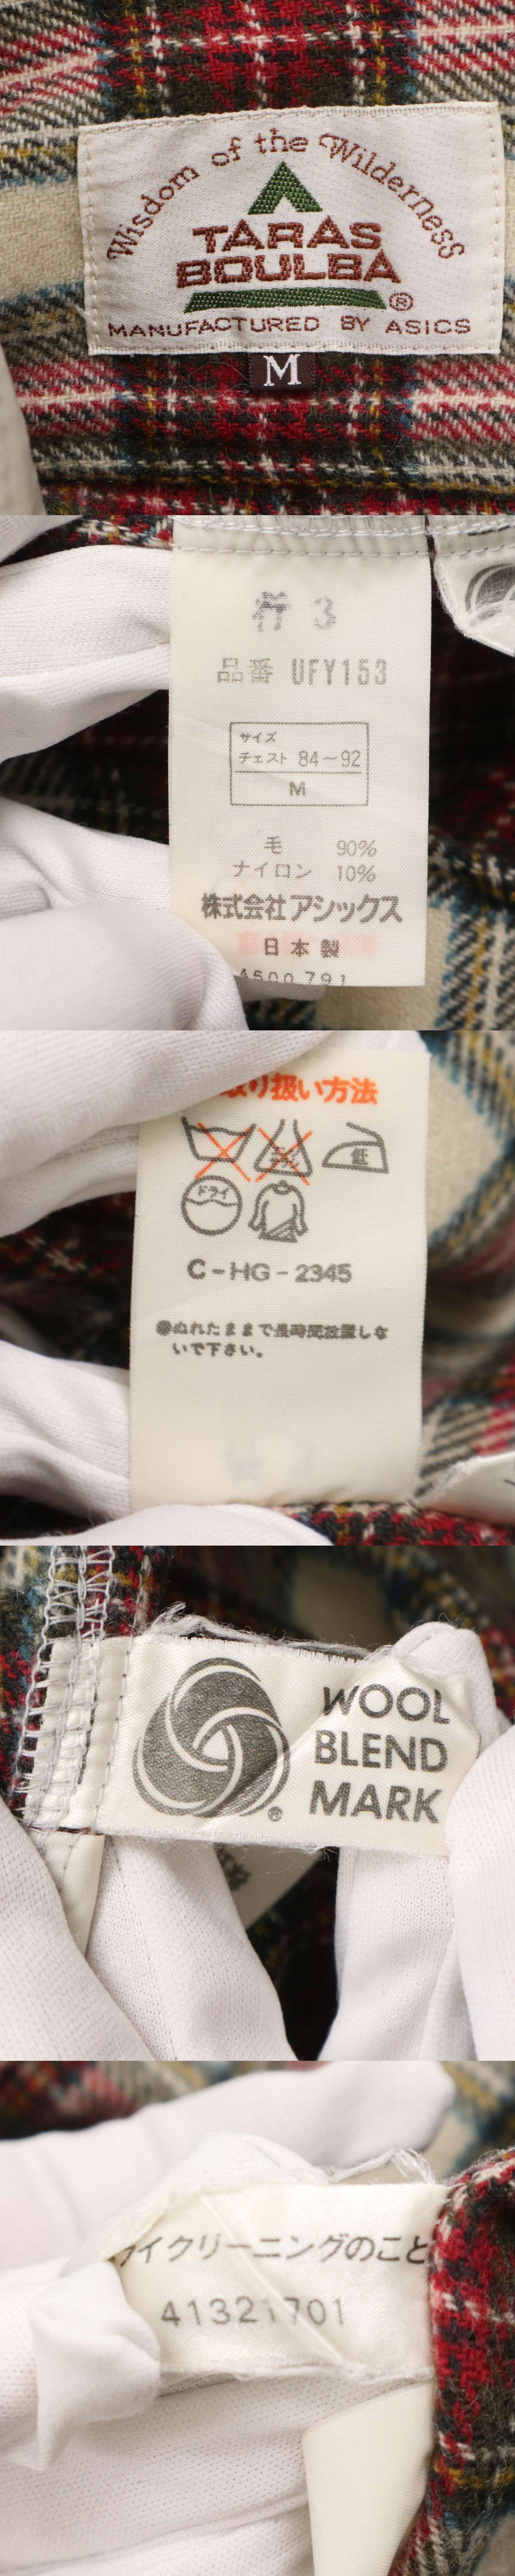 Wisdom of the Wilderness
TARAS
BOULBA
®
MANUFACTURED BY ASICS
M
行 3
品番 UFY153
サイズ
チェスト 84~92
M
毛 90%
ナイロン 10%
株式会社アシックス
日本製
A500791
取り扱い方法
低
ドライ
C-HG-2345
●ぬれたままで長時間放置しな
いで下さい。
WOOL
BLEND
MARK
®
ライクリーニングのこと
41321701